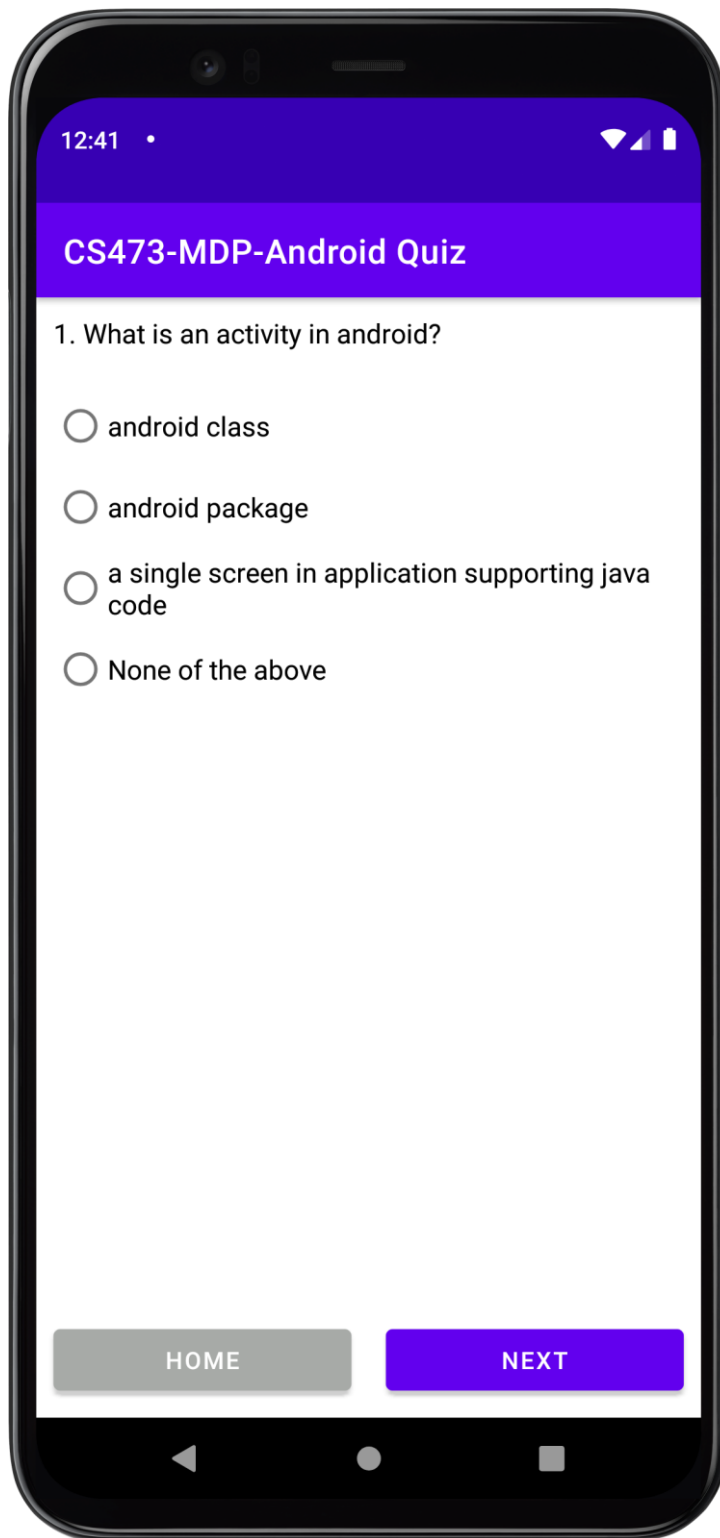 12:41
CS473-MDP-Android Quiz
1. What is an activity in android?
android class
android package
a single screen in application supporting java
code
None of the above
HOME
NEXT